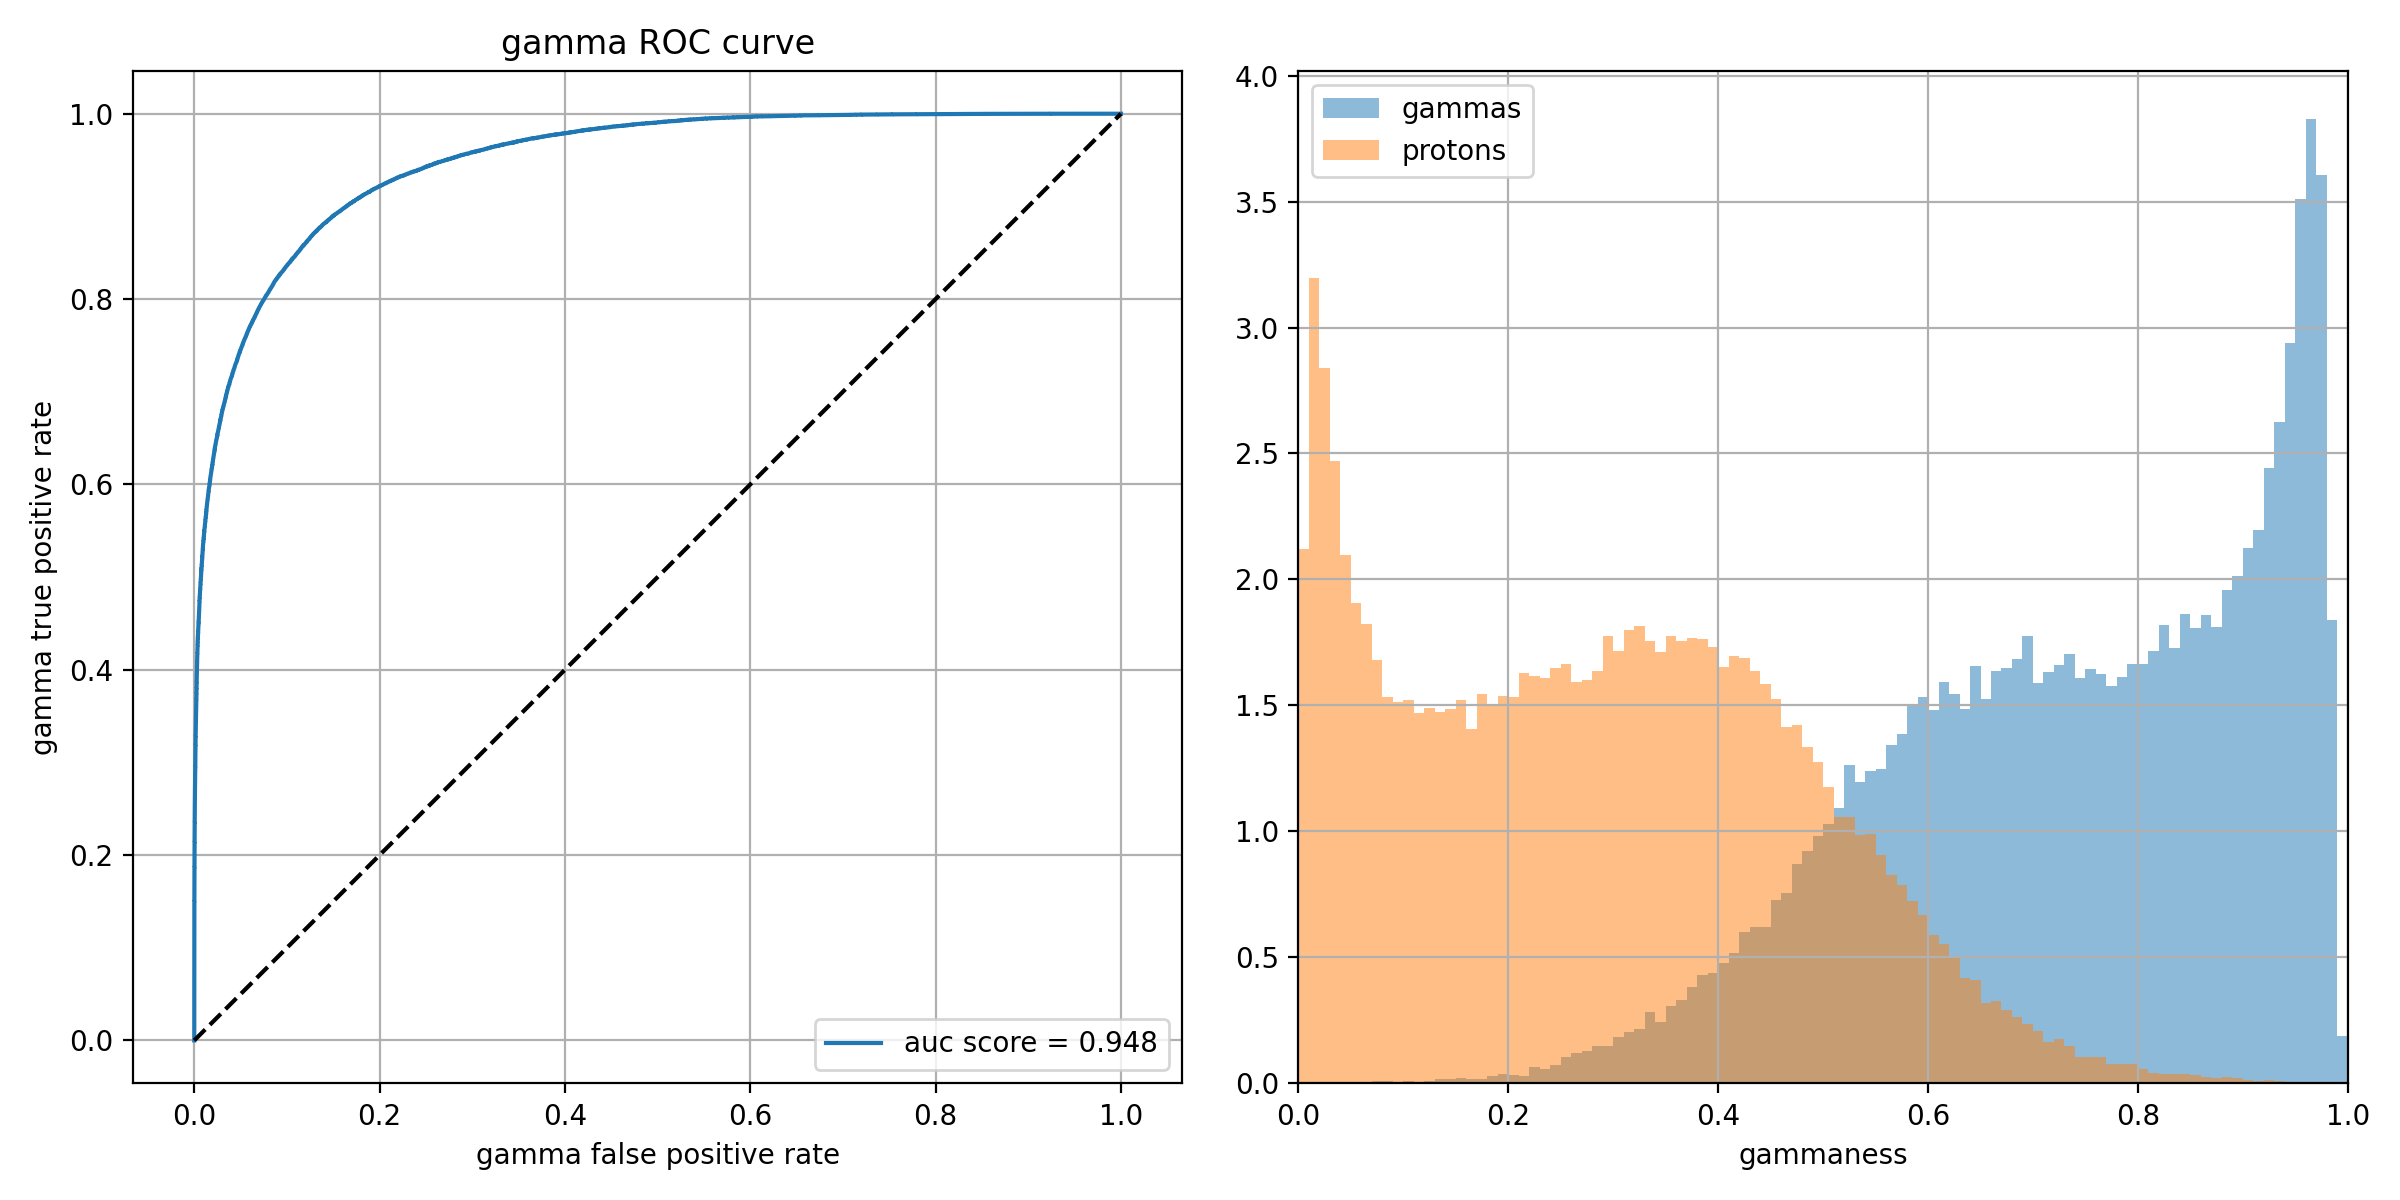 gamma ROC curve
gamma true positive rate
1.0
0.8
0.6
0.4
0.2
0.0
auc score = 0.948
0.0 0.2 0.4 0.6 0.8 1.0
gamma false positive rate
4.0
3.5
3.0
2.5
2.0
1.5
1.0
0.5
0.0
gammas
protons
0.0 0.2 0.4 0.6 0.8 1.0
gammaness